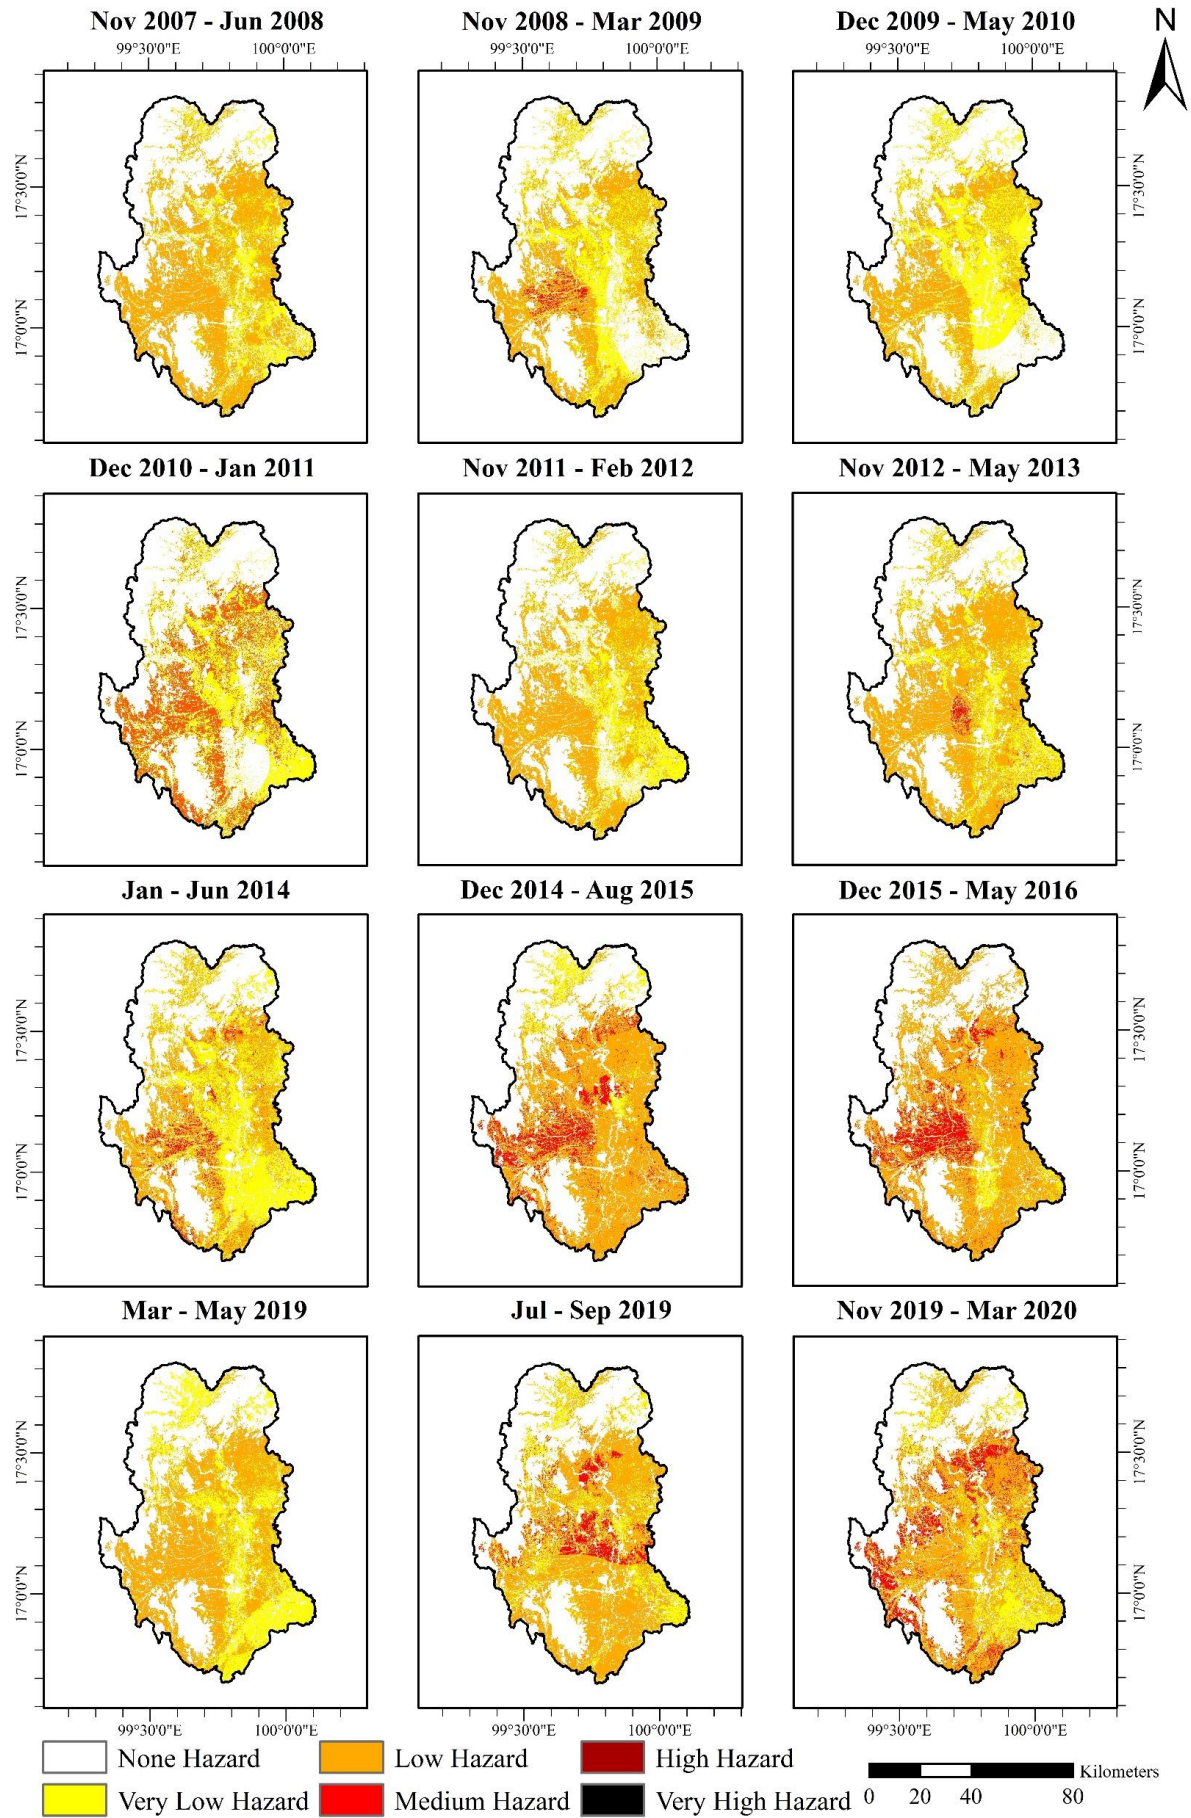 Nov 2007 - Jun 2008
Nov 2008 - Mar 2009
Dec 2009 - May 2010
N
99°30'0"E
100°0'0"E
99°30'0"E
100°0'0"E
99°30'0"E
100°0'0"E
17°30'0"N
17°30'0"N
17°0'0"N
17°0'0"N
Dec 2010 - Jan 2011
Nov 2011 - Feb 2012
Nov 2012 - May 2013
17°30'0"N
17°30'0"N
17°0'0"N
17°0'0"N
Jan - Jun 2014
Dec 2014 - Aug 2015
Dec 2015 - May 2016
17°30'0"N
17°30'0"N
17°0'0"N
17°0'0"N
Mar - May 2019
Jul - Sep 2019
Nov 2019 - Mar 2020
17°30'0"N
17°30'0"N
17°0'0"N
17°0'0"N
99°30'0"E
100°0'0"E
99°30'0"E
100°0'0"E
99°30'0"E
100°0'0"E
None Hazard
Low Hazard
High Hazard
Kilometers
Very Low Hazard
Medium Hazard
Very High Hazard
0 20 40 80